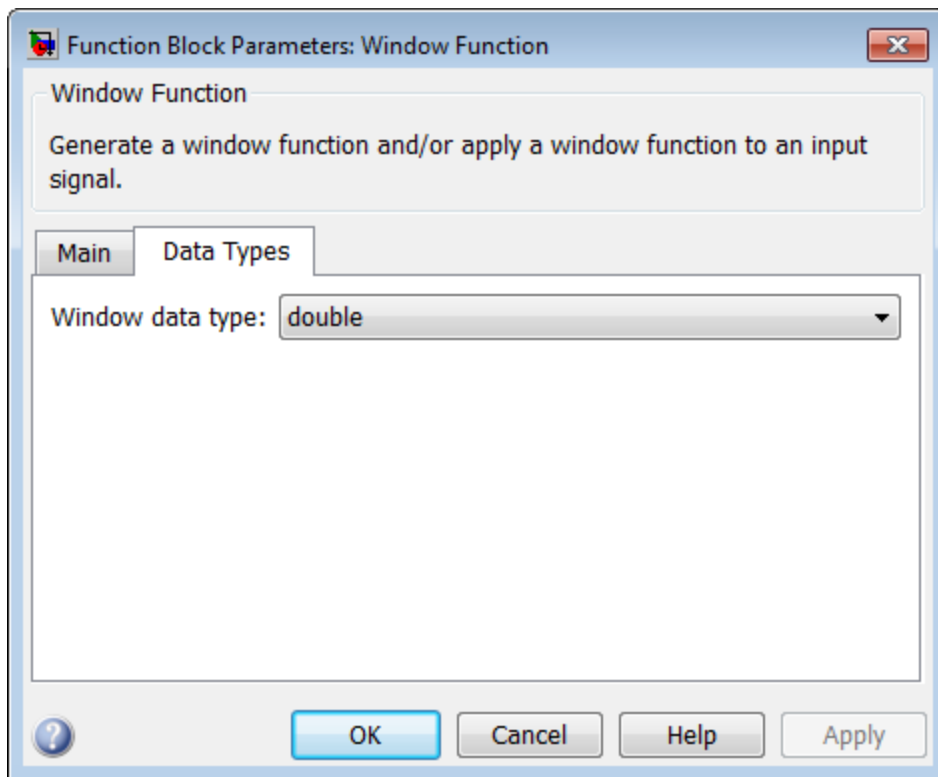 Function Block Parameters: Window Function
Window Function
Generate a window function and/or apply a window function to an input
signal.
Main Data Types
Window data type: double
? OK Cancel Help Apply